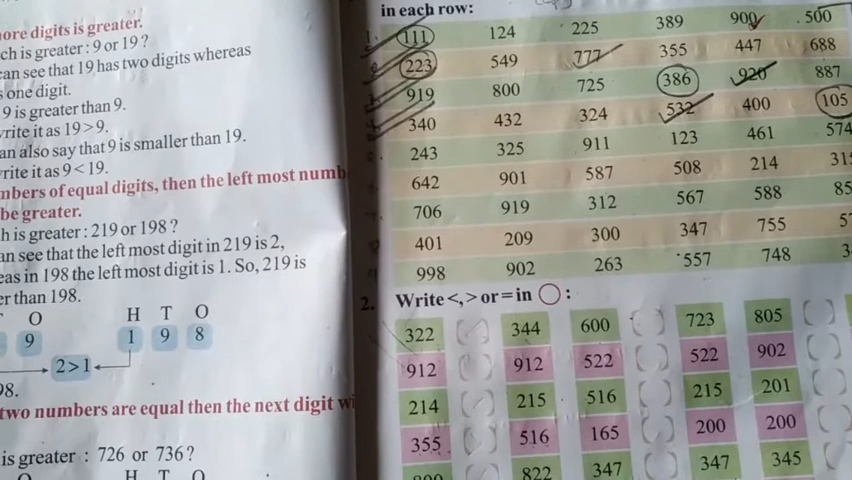 ore digits is greater.
ch is greater : 9 or 19 ?
can see that 19 has two digits whereas
s one digit.
9 is greater than 9.
write it as 19 > 9.
an also say that 9 is smaller than 19.
rite it as 9 < 19.
mbers of equal digits, then the left most numb
be greater.
h is greater : 219 or 198 ?
an see that the left most digit in 219 is 2,
eas in 198 the left most digit is 1. So, 219 is
er than 198.
O H T O
9 1 9 8
2 > 1
98.
two numbers are equal then the next digit wi
is greater : 726 or 736 ?
H T O
in each row:
111 124 225 389 900 500
223 549 777 355 447 688
919 800 725 386 920 887
340 432 324 532 400 105
243 325 911 123 461 574
642 901 587 508 214 31
706 919 312 567 588 85
401 209 300 347 755 5
998 902 263 557 748 3
2. Write <, > or = in ◯ :
322 344 600 723 805
912 912 522 522 902
214 215 516 215 201
355 516 165 200 200
822 347 347 345